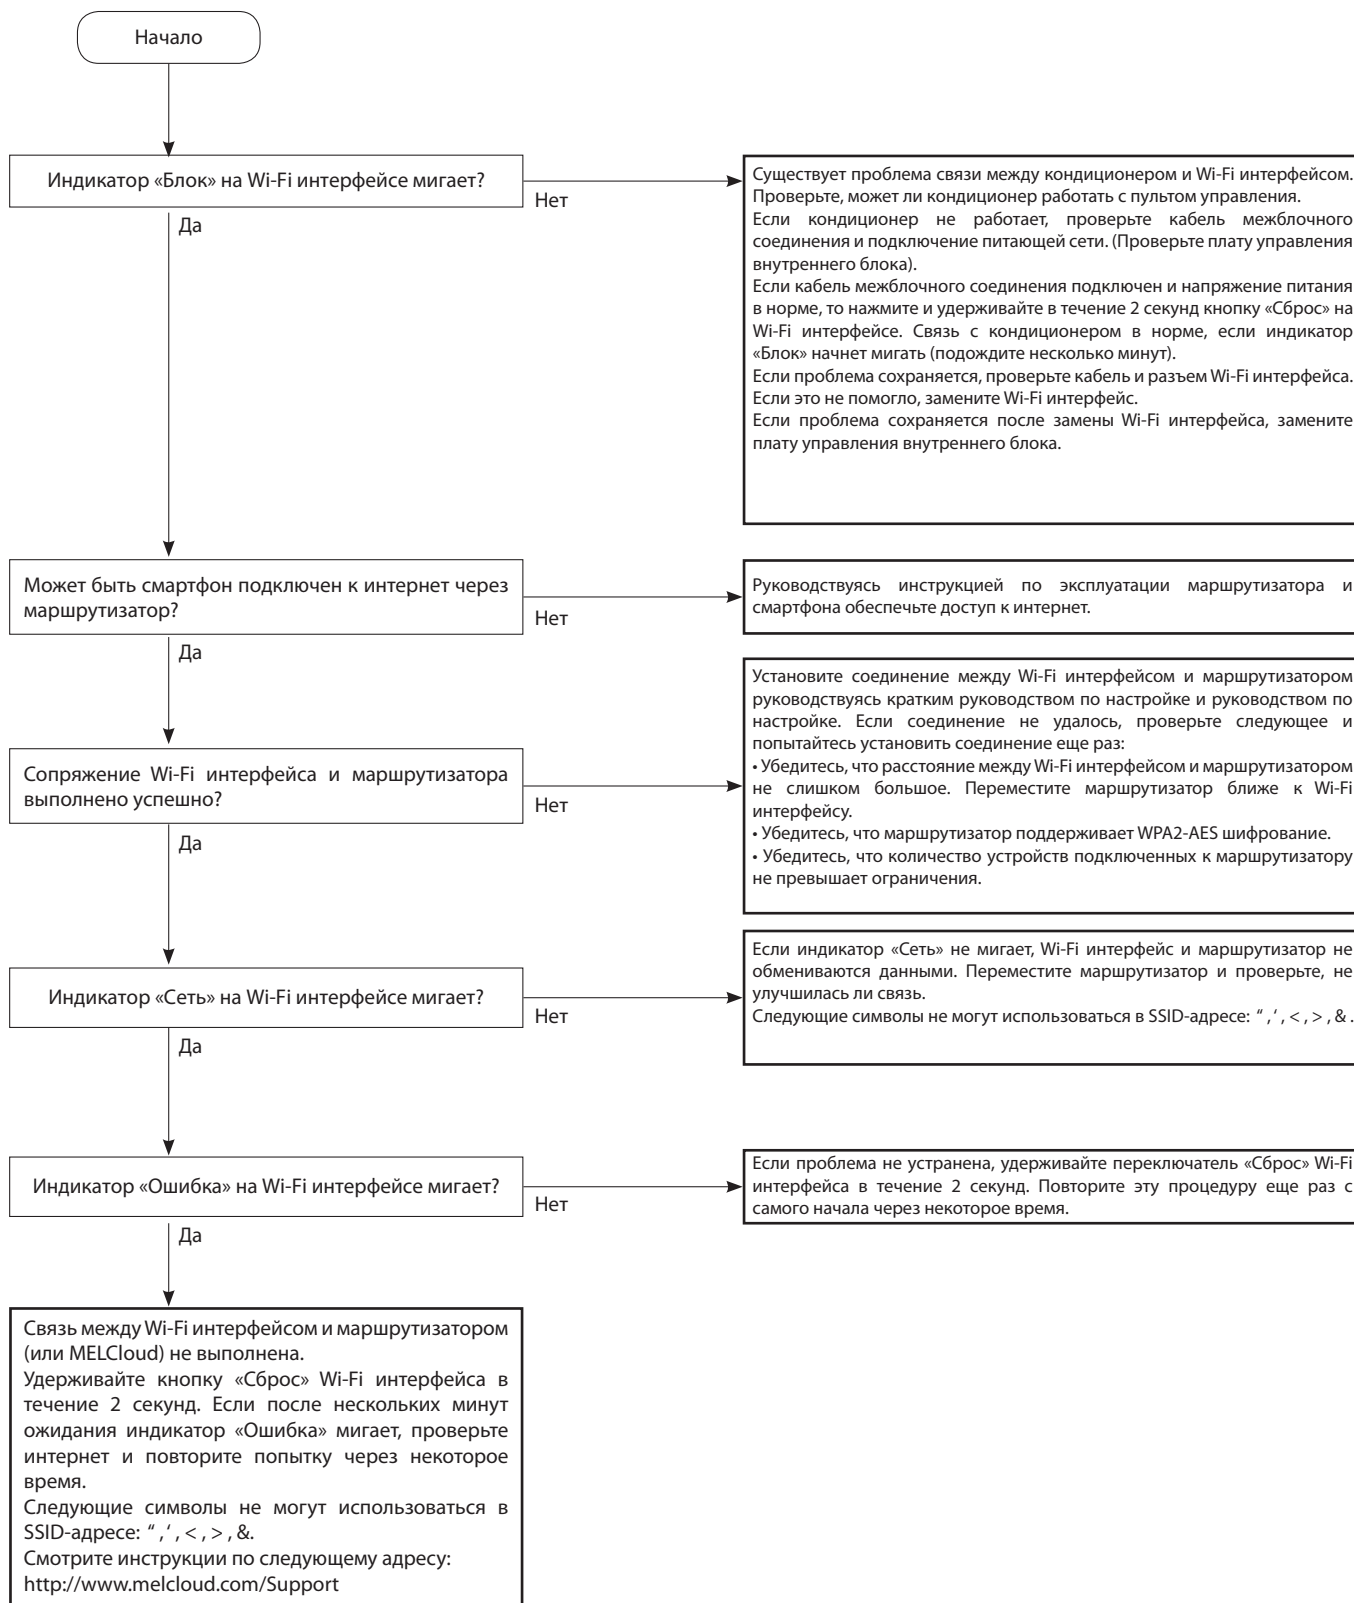 Начало
Индикатор «Блок» на Wi-Fi интерфейсе мигает?
Нет
Да
Существует проблема связи между кондиционером и Wi-Fi интерфейсом.
Проверьте, может ли кондиционер работать с пультом управления.
Если кондиционер не работает, проверьте кабель межблочного
соединения и подключение питающей сети. (Проверьте плату управления
внутреннего блока).
Если кабель межблочного соединения подключен и напряжение питания
в норме, то нажмите и удерживайте в течение 2 секунд кнопку «Сброс» на
Wi-Fi интерфейсе. Связь с кондиционером в норме, если индикатор
«Блок» начнет мигать (подождите несколько минут).
Если проблема сохраняется, проверьте кабель и разъем Wi-Fi интерфейса.
Если это не помогло, замените Wi-Fi интерфейс.
Если проблема сохраняется после замены Wi-Fi интерфейса, замените
плату управления внутреннего блока.
Может быть смартфон подключен к интернет через
маршрутизатор?
Нет
Да
Руководствуясь инструкцией по эксплуатации маршрутизатора и
смартфона обеспечьте доступ к интернет.
Сопряжение Wi-Fi интерфейса и маршрутизатора
выполнено успешно?
Нет
Да
Установите соединение между Wi-Fi интерфейсом и маршрутизатором
руководствуясь кратким руководством по настройке и руководством по
настройке. Если соединение не удалось, проверьте следующее и
попытайтесь установить соединение еще раз:
• Убедитесь, что расстояние между Wi-Fi интерфейсом и маршрутизатором
не слишком большое. Переместите маршрутизатор ближе к Wi-Fi
интерфейсу.
• Убедитесь, что маршрутизатор поддерживает WPA2-AES шифрование.
• Убедитесь, что количество устройств подключенных к маршрутизатору
не превышает ограничения.
Индикатор «Сеть» на Wi-Fi интерфейсе мигает?
Нет
Да
Если индикатор «Сеть» не мигает, Wi-Fi интерфейс и маршрутизатор не
обмениваются данными. Переместите маршрутизатор и проверьте, не
улучшилась ли связь.
Следующие символы не могут использоваться в SSID-адресе: “ , ‘ , < , > , & .
Индикатор «Ошибка» на Wi-Fi интерфейсе мигает?
Нет
Да
Если проблема не устранена, удерживайте переключатель «Сброс» Wi-Fi
интерфейса в течение 2 секунд. Повторите эту процедуру еще раз с
самого начала через некоторое время.
Связь между Wi-Fi интерфейсом и маршрутизатором
(или MELCloud) не выполнена.
Удерживайте кнопку «Сброс» Wi-Fi интерфейса в
течение 2 секунд. Если после нескольких минут
ожидания индикатор «Ошибка» мигает, проверьте
интернет и повторите попытку через некоторое
время.
Следующие символы не могут использоваться в
SSID-адресе: “ , ‘ , < , > , &.
Смотрите инструкции по следующему адресу:
http://www.melcloud.com/Support